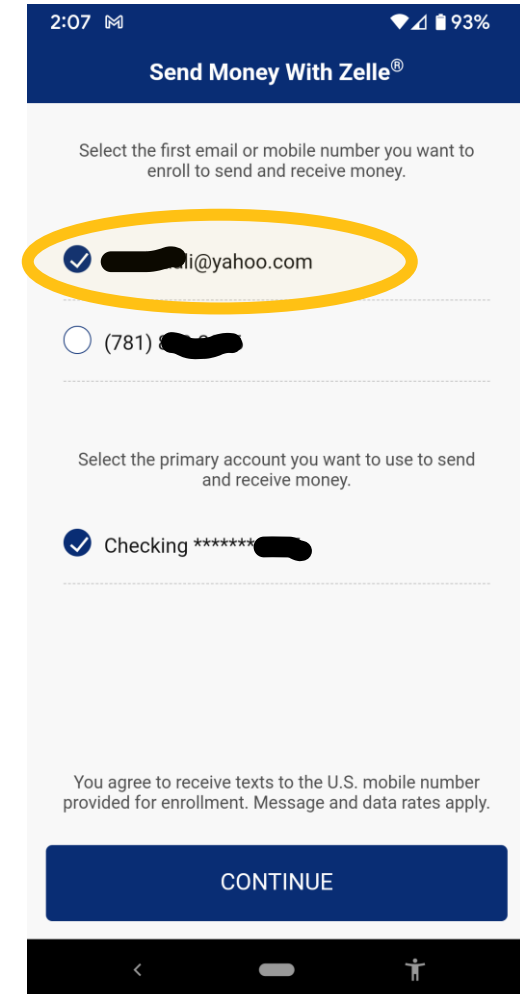 2:07 93%
Send Money With Zelle®
Select the first email or mobile number you want to
enroll to send and receive money.
li@yahoo.com
(781)
Select the primary account you want to use to send
and receive money.
Checking *******
You agree to receive texts to the U.S. mobile number
provided for enrollment. Message and data rates apply.
CONTINUE